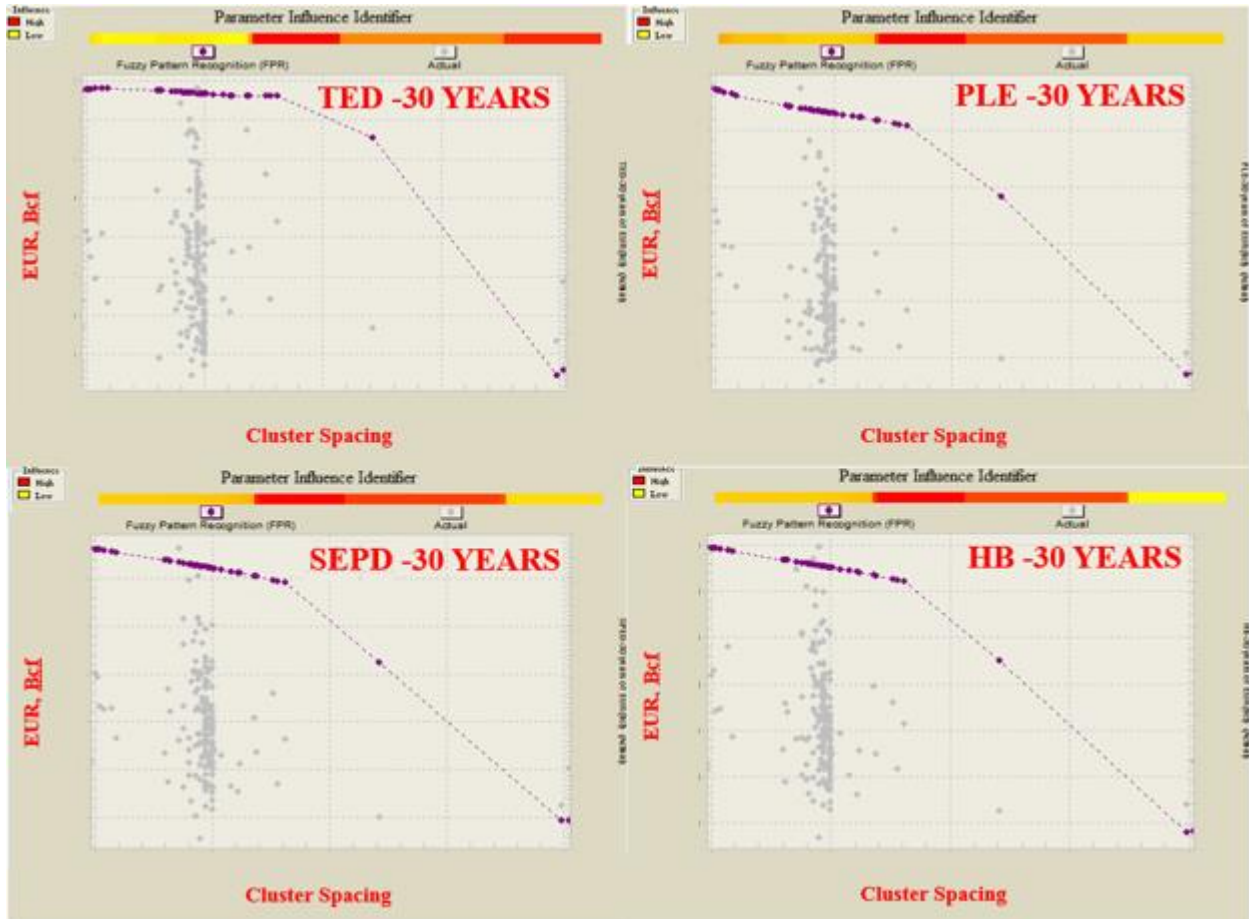 Influence
High
Low
Parameter Influence Identifier
Fuzzy Pattern Recognition (FPR)
Actual
TED -30 YEARS
EUR, Bcf
Cluster Spacing
Influence
High
Low
Parameter Influence Identifier
Fuzzy Pattern Recognition (FPR)
Actual
PLE -30 YEARS
EUR, Bcf
Cluster Spacing
Influence
High
Low
Parameter Influence Identifier
Fuzzy Pattern Recognition (FPR)
Actual
SEPD -30 YEARS
EUR, Bcf
Cluster Spacing
Influence
High
Low
Parameter Influence Identifier
Fuzzy Pattern Recognition (FPR)
Actual
HB -30 YEARS
EUR, Bcf
Cluster Spacing